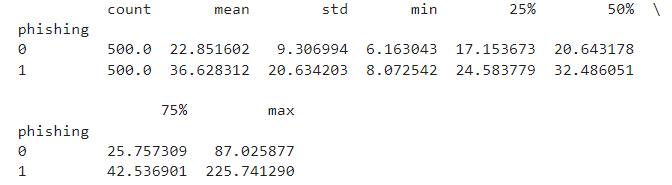 count mean std min 25% 50% \
phishing
0 500.0 22.851602 9.306994 6.163043 17.153673 20.643178
1 500.0 36.628312 20.634203 8.072542 24.583779 32.486051
75% max
phishing
0 25.757309 87.025877
1 42.536901 225.741290